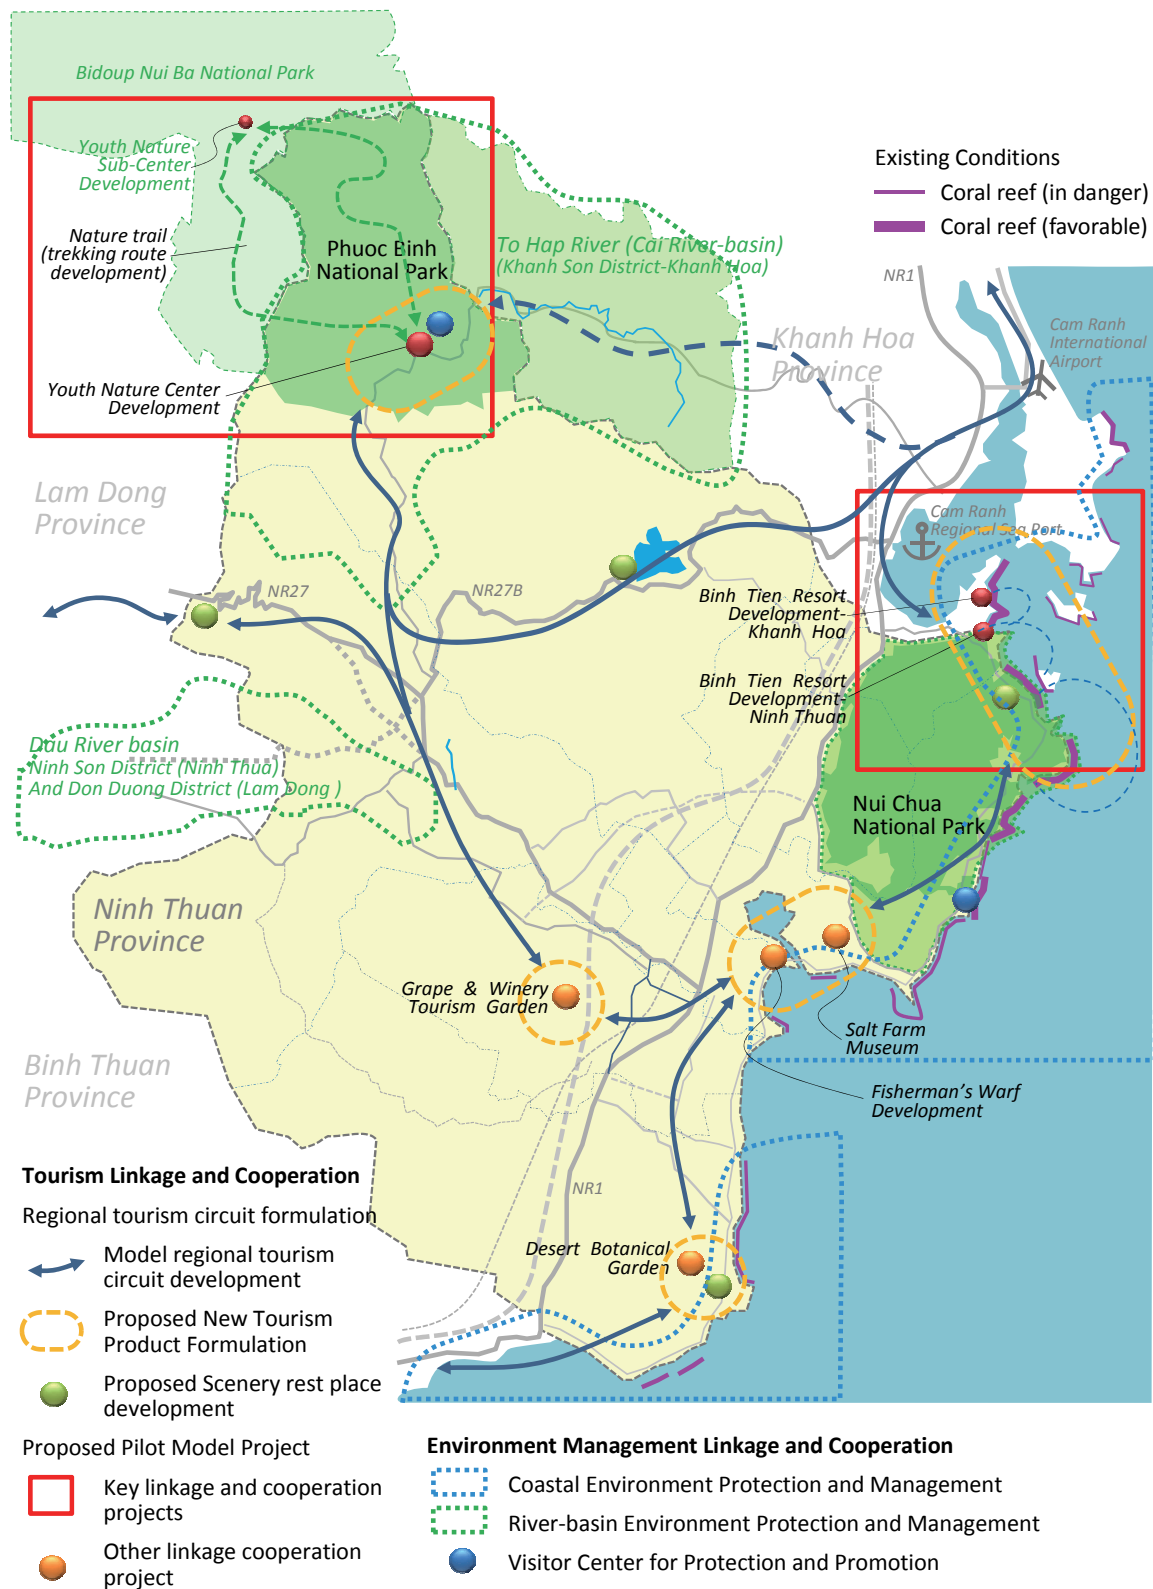 Bidoup Nui Ba National Park
Youth Nature
Sub-Center
Development
Nature trail
(trekking route
development)
Phuoc Binh
National Park
To Hap River (Cai River-basin)
(Khanh Son District-Khanh Hoa)
Youth Nature Center
Development
Existing Conditions
Coral reef (in danger)
Coral reef (favorable)
NR1
Cam Ranh
International
Airport
Khanh Hoa
Province
Lam Dong
Province
Cam Ranh
Regional Sea Port
NR27
NR27B
Binh Tien Resort
Development-
Khanh Hoa
Binh Tien Resort
Development-
Ninh Thuan
Dau River basin
Ninh Son District (Ninh Thua)
And Don Duong District (Lam Dong )
Nui Chua
National Park
Ninh Thuan
Province
Grape & Winery
Tourism Garden
Salt Farm
Museum
Fisherman's Warf
Development
Binh Thuan
Province
NR1
Desert Botanical
Garden
Tourism Linkage and Cooperation
Regional tourism circuit formulation
Model regional tourism
circuit development
Proposed New Tourism
Product Formulation
Proposed Scenery rest place
development
Proposed Pilot Model Project
Key linkage and cooperation
projects
Other linkage cooperation
project
Environment Management Linkage and Cooperation
Coastal Environment Protection and Management
River-basin Environment Protection and Management
Visitor Center for Protection and Promotion